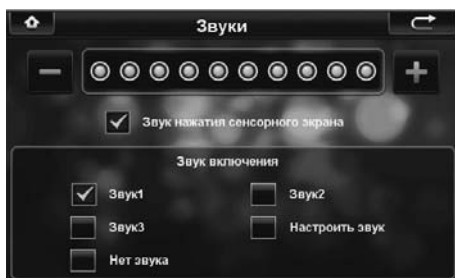 Звуки
Звук нажатия сенсорного экрана
Звук включения
Звук1 Звук2
Звук3 Настроить звук
Нет звука